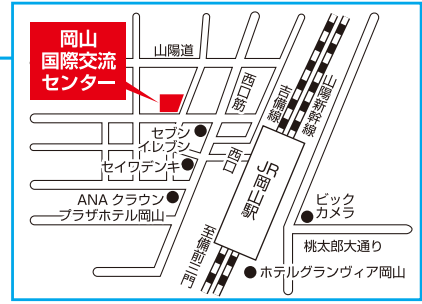 岡山
国際交流
センター
山陽道
西口筋
吉備線
山陽新幹線
セブン
イレブン
西口
セイワデンキ
JR岡山駅
ANAクラウン
プラザホテル岡山
ビック
カメラ
至備前三門
桃太郎大通り
ホテルグランヴィア岡山